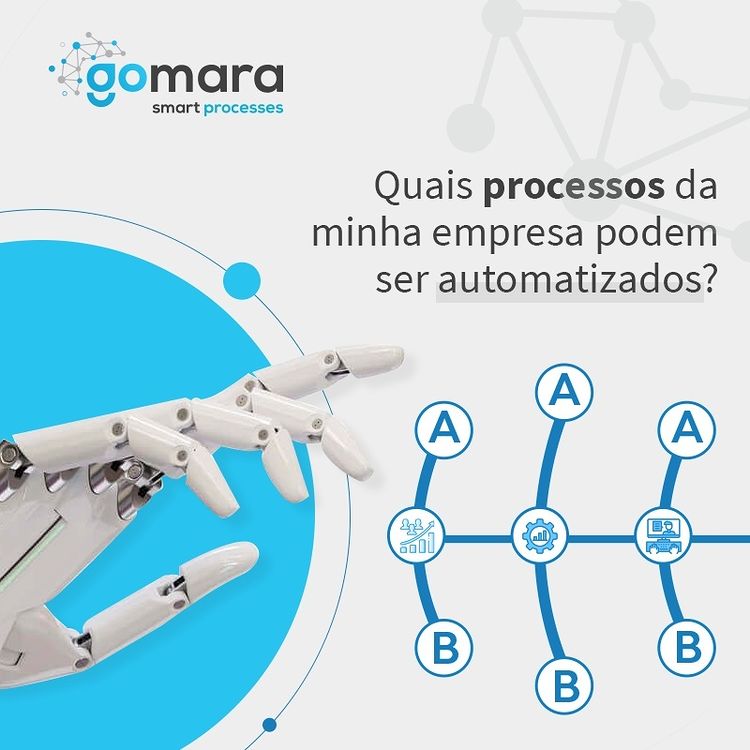 gomara
smart processes
Quais processos da
minha empresa podem
ser automatizados?
A
A
A
B
B
B